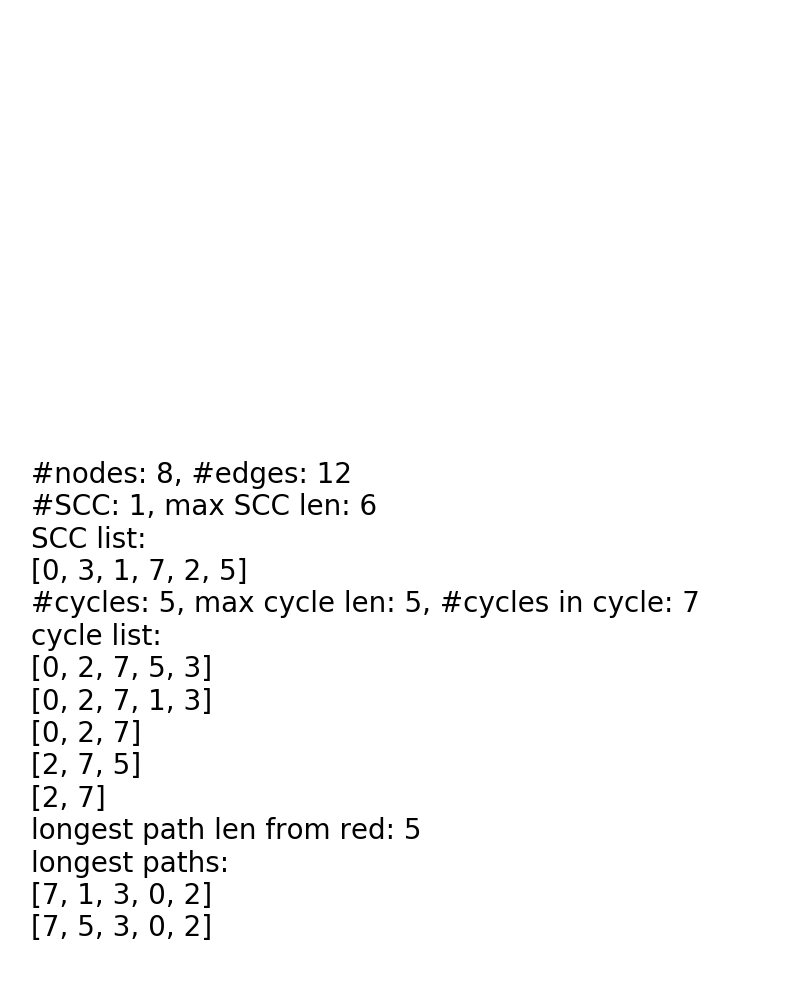 #nodes: 8, #edges: 12
#SCC: 1, max SCC len: 6
SCC list:
[0, 3, 1, 7, 2, 5]
#cycles: 5, max cycle len: 5, #cycles in cycle: 7
cycle list:
[0, 2, 7, 5, 3]
[0, 2, 7, 1, 3]
[0, 2, 7]
[2, 7, 5]
[2, 7]
longest path len from red: 5
longest paths:
[7, 1, 3, 0, 2]
[7, 5, 3, 0, 2]